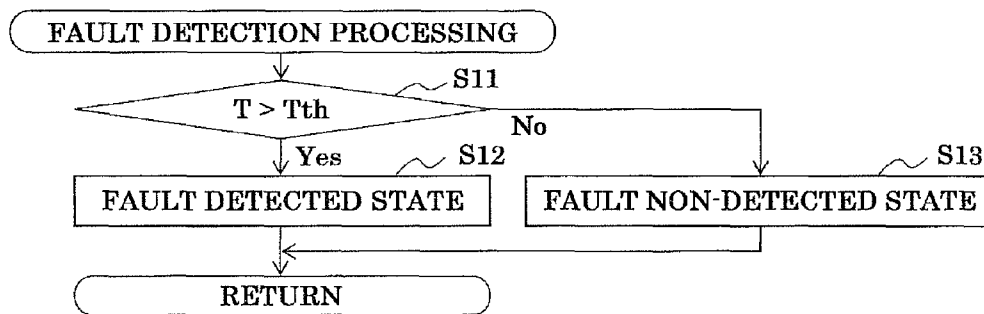 FAULT DETECTION PROCESSING
S11
T > Tth
No
Yes
S12
S13
FAULT DETECTED STATE
FAULT NON-DETECTED STATE
RETURN